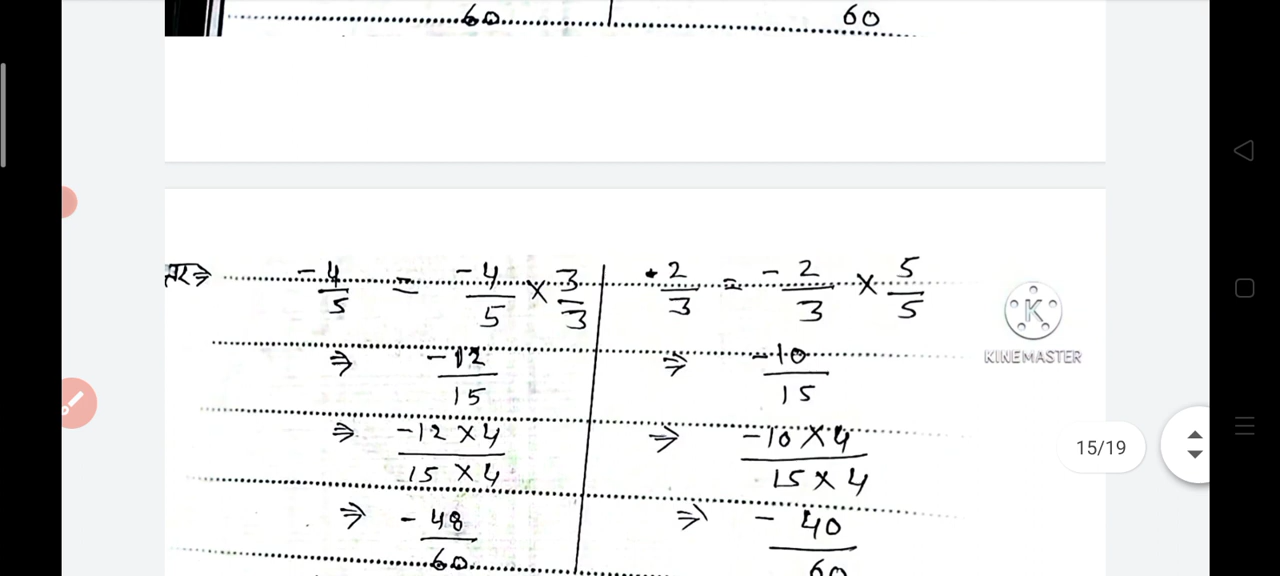 60 60
-4/5 = -4/5 × 3/3 -2/3 = -2/3 × 5/5
KINEMASTER
⇒ -12/15 ⇒ -10/15
⇒ -12 × 4/15 × 4 ⇒ -10 × 4/15 × 4
15/19
⇒ -48/60 ⇒ -40/60